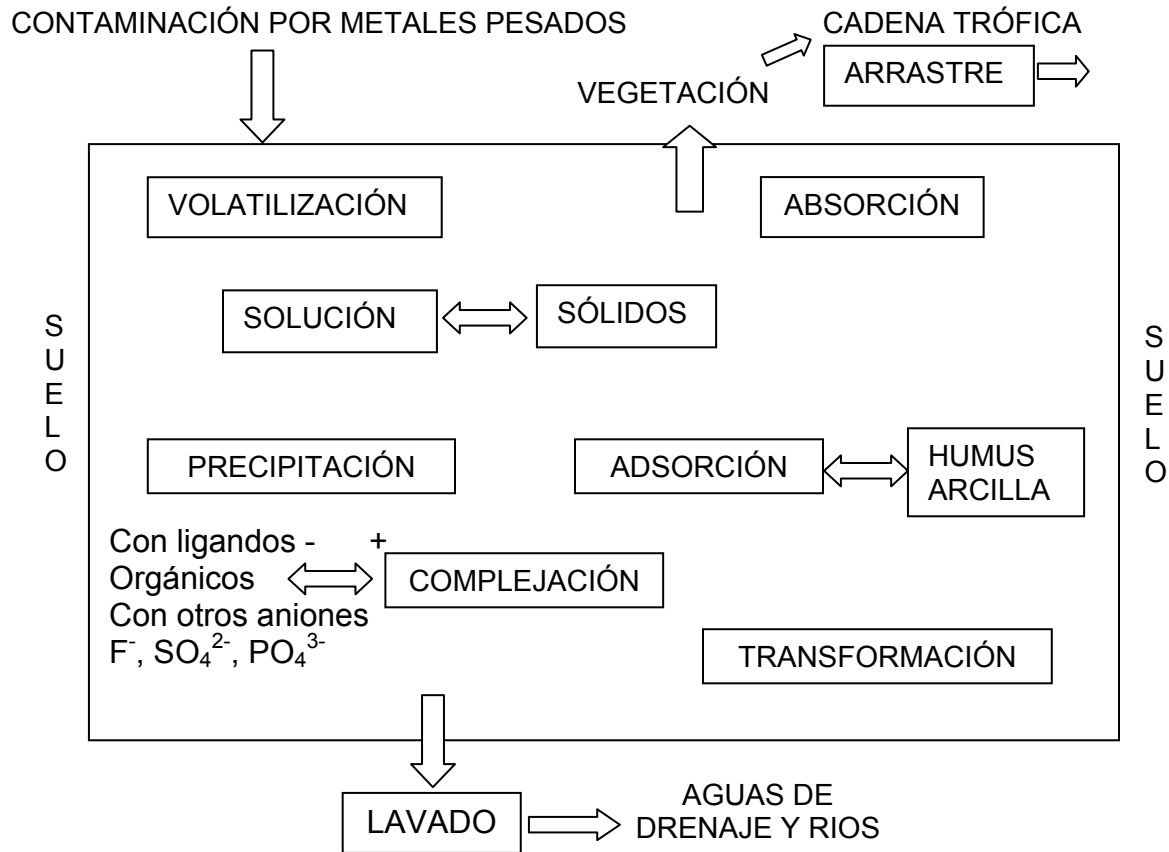 CONTAMINACIÓN POR METALES PESADOS
CADENA TRÓFICA
ARRASTRE
VEGETACIÓN
VOLATILIZACIÓN
ABSORCIÓN
SOLUCIÓN
SÓLIDOS
S
U
E
L
O
S
U
E
L
O
PRECIPITACIÓN
ADSORCIÓN
HUMUS
ARCILLA
Con ligandos - +
Orgánicos
COMPLEJACIÓN
Con otros aniones
F⁻, SO₄²⁻, PO₄³⁻
TRANSFORMACIÓN
LAVADO
AGUAS DE
DRENAJE Y RIOS